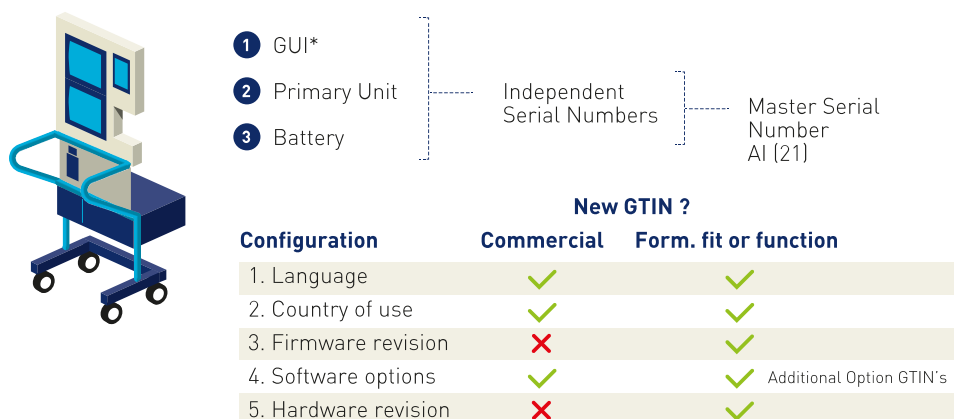 1 GUI*
2 Primary Unit
3 Battery
Independent
Serial Numbers
Master Serial
Number
AI (21)
New GTIN ?
Configuration Commercial Form. fit or function
1. Language
2. Country of use
3. Firmware revision
4. Software options Additional Option GTIN's
5. Hardware revision